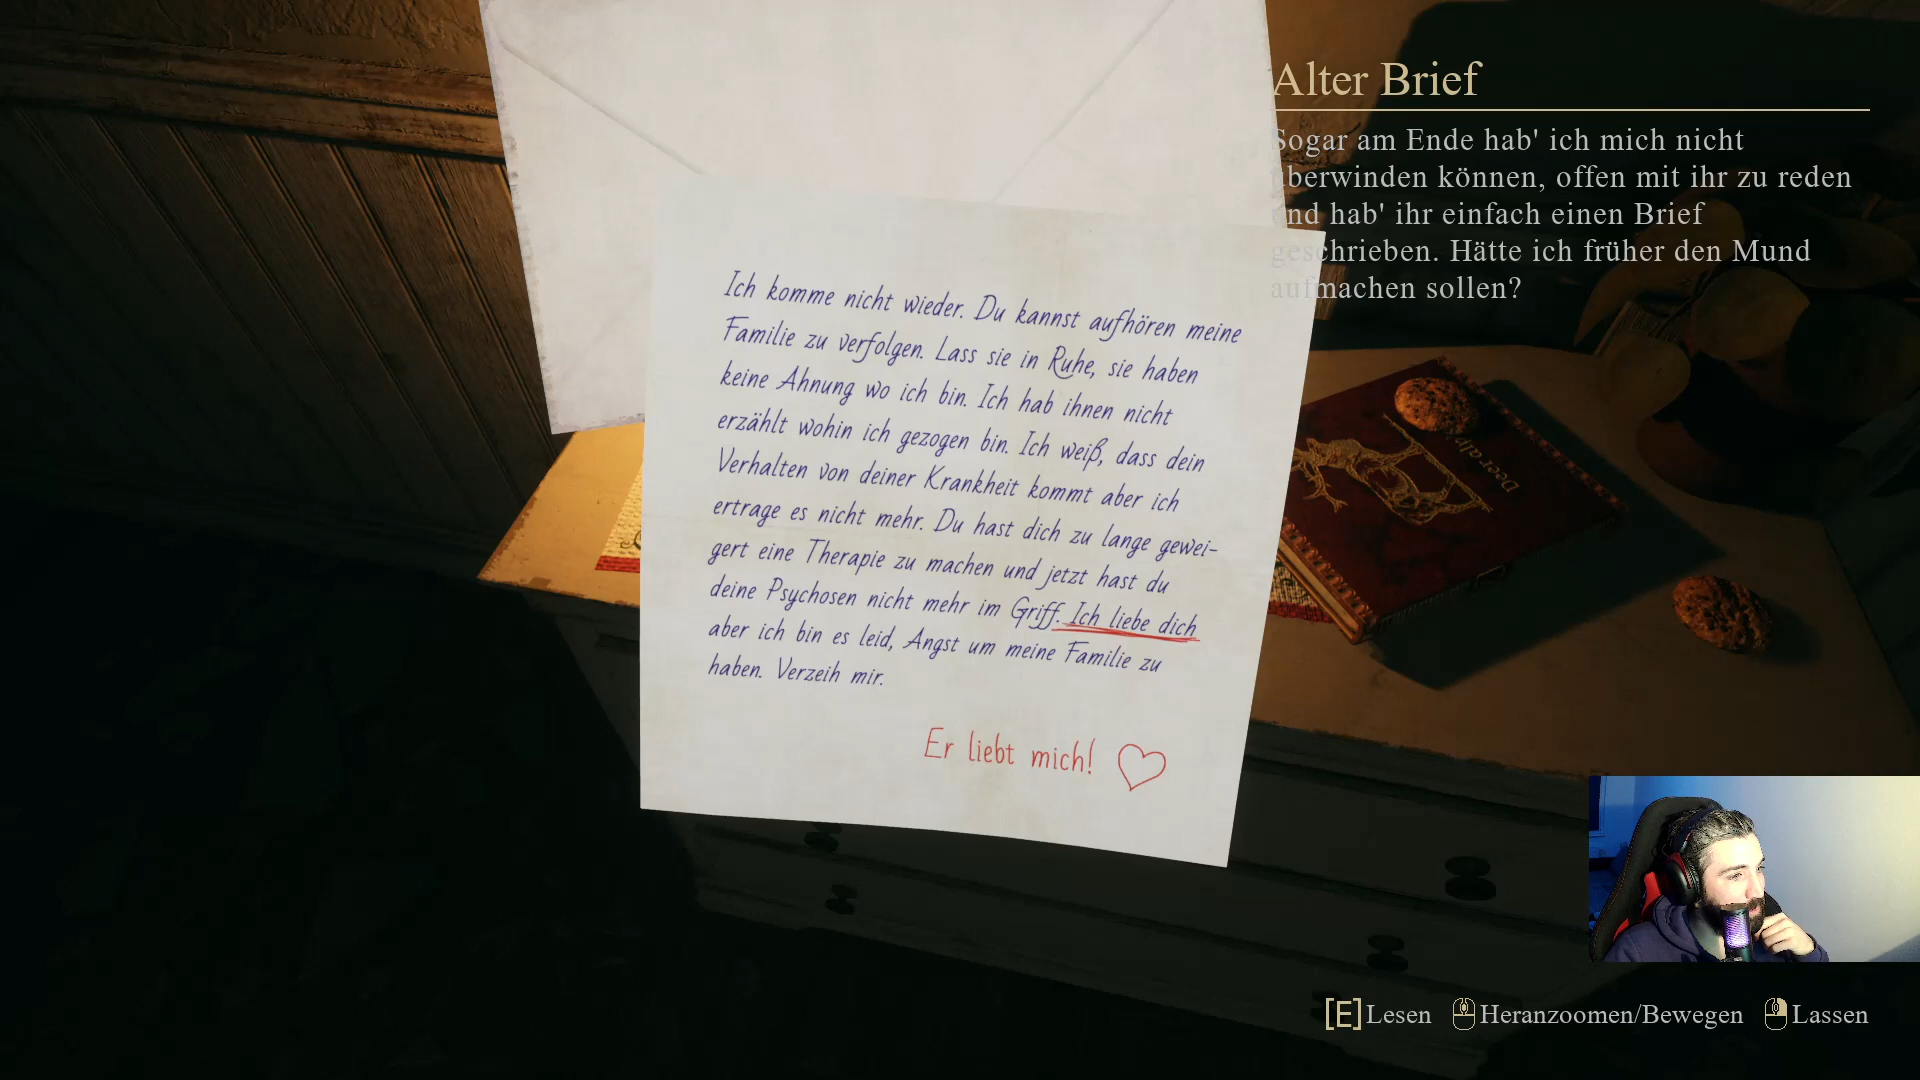 Alter Brief
Sogar am Ende hab' ich mich nicht
überwinden können, offen mit ihr zu reden
und hab' ihr einfach einen Brief
geschrieben. Hätte ich früher den Mund
aufmachen sollen?
Ich komme nicht wieder. Du kannst aufhören meine
Familie zu verfolgen. Lass sie in Ruhe, sie haben
keine Ahnung wo ich bin. Ich hab ihnen nicht
erzählt wohin ich gezogen bin. Ich weiß, dass dein
Verhalten von deiner Krankheit kommt aber ich
ertrage es nicht mehr. Du hast dich zu lange gewei-
gert eine Therapie zu machen und jetzt hast du
deine Psychosen nicht mehr im Griff. Ich liebe dich
aber ich bin es leid, Angst um meine Familie zu
haben. Verzeih mir.
Er liebt mich!
[E] Lesen Heranzoomen/Bewegen Lassen